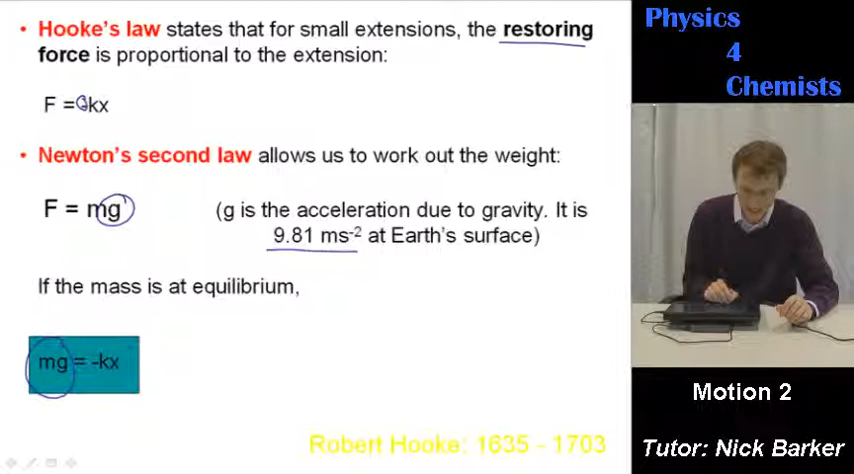 • Hooke's law states that for small extensions, the restoring
force is proportional to the extension:
F = -kx
• Newton's second law allows us to work out the weight:
F = mg
(g is the acceleration due to gravity. It is
9.81 ms-2 at Earth's surface)
If the mass is at equilibrium,
mg = -kx
Robert Hooke: 1635 - 1703
Physics
4
Chemists
Motion 2
Tutor: Nick Barker